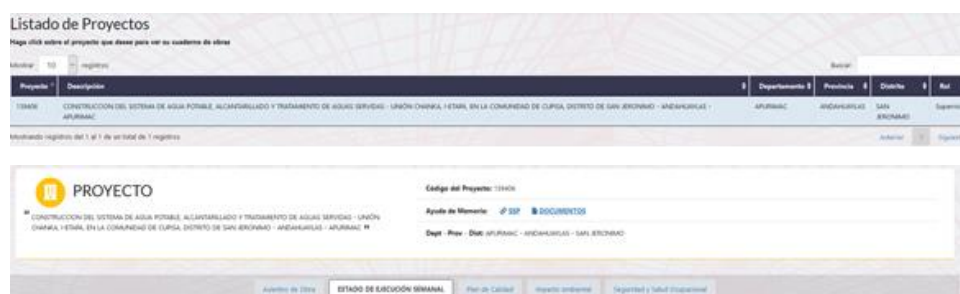 Listado de Proyectos
Haga click sobre el proyecto que desee para ver su cuaderno de obras
Mostrar 10 registros
Buscar:
Proyecto Descripción Departamento Provincia Distrito Rol
CONSTRUCCION DEL SISTEMA DE AGUA POTABLE, ALCANTARILLADO Y TRATAMIENTO DE AGUAS SERVIDAS - UNIÓN CHANKA, I ETAPA, EN LA COMUNIDAD DE CUPISA, DISTRITO DE SAN JERONIMO - ANDAHUAYLAS - APURIMAC ANDAHUAYLAS SAN
APURIMAC JERONIMO
Mostrando registros del 1 al 1 de un total de 1 registros
Anterior 1
PROYECTO
" CONSTRUCCION DEL SISTEMA DE AGUA POTABLE, ALCANTARILLADO Y TRATAMIENTO DE AGUAS SERVIDAS - UNIÓN
CHANKA, I ETAPA, EN LA COMUNIDAD DE CUPISA, DISTRITO DE SAN JERONIMO - ANDAHUAYLAS - APURIMAC "
Código del Proyecto:
Ayuda de Memoria: SSP DOCUMENTOS
Dept - Prov - Dist: APURIMAC - ANDAHUAYLAS - SAN JERONIMO
Asientos de Obra ESTADO DE EJECUCIÓN SEMANAL Plan de Calidad Impacto Ambiental Seguridad y Salud Ocupacional